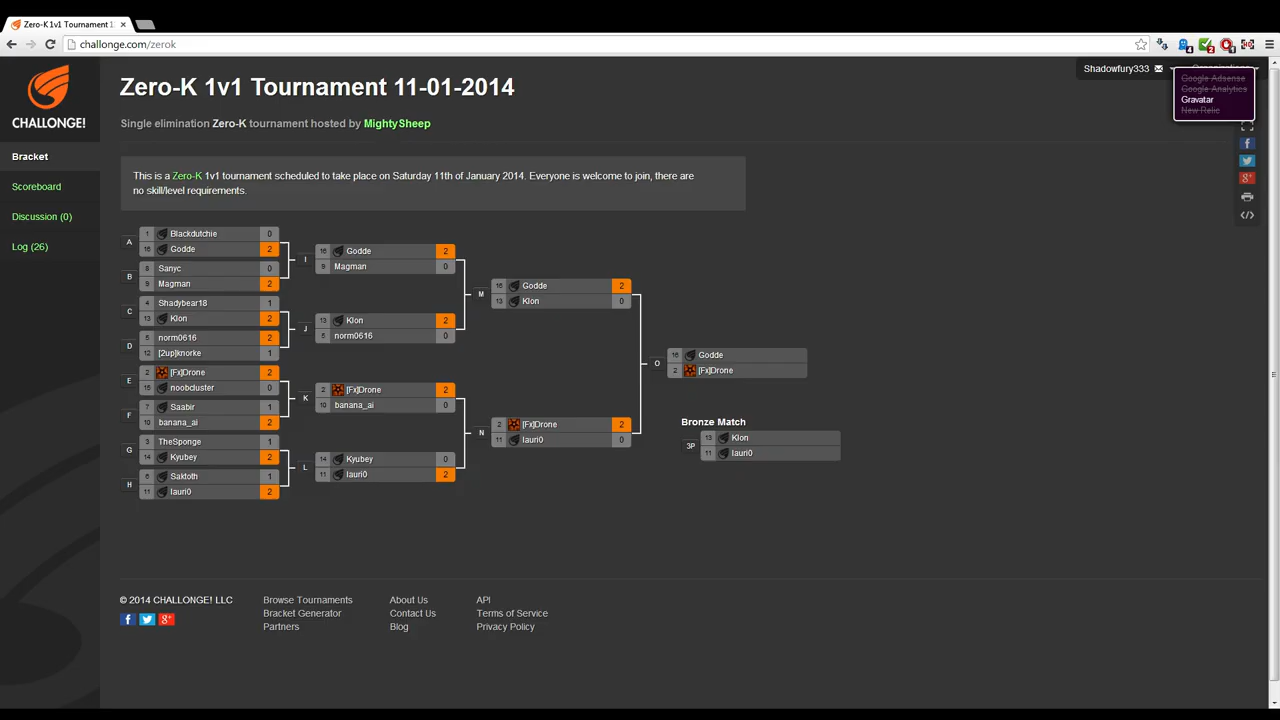 Zero-K 1v1 Tournament 1
challonge.com/zerok
Shadowfury333
Google Adsense
Google Analytics
Gravatar
New Relic
CHALLONGE!
Bracket
Scoreboard
Discussion (0)
Log (26)
Zero-K 1v1 Tournament 11-01-2014
Single elimination Zero-K tournament hosted by MightySheep
This is a Zero-K 1v1 tournament scheduled to take place on Saturday 11th of January 2014. Everyone is welcome to join, there are
no skill/level requirements.
A
1 Blackdutchie 0
16 Godde 2
B
8 Sanyc 0
9 Magman 2
C
4 Shadybear18 1
13 Klon 2
D
5 norm0616 2
12 [2up]knorke 1
E
2 [Fx]Drone 2
15 noobcluster 0
F
7 Saabir 1
10 banana_ai 2
G
3 TheSponge 1
14 Kyubey 2
H
6 Saktoth 1
11 lauri0 2
I
16 Godde 2
9 Magman 0
J
13 Klon 2
5 norm0616 0
K
2 [Fx]Drone 2
10 banana_ai 0
L
14 Kyubey 0
11 lauri0 2
M
16 Godde 2
13 Klon 0
N
2 [Fx]Drone 2
11 lauri0 0
O
16 Godde
2 [Fx]Drone
Bronze Match
3P
13 Klon
11 lauri0
© 2014 CHALLONGE! LLC
Browse Tournaments
Bracket Generator
Partners
About Us
Contact Us
Blog
API
Terms of Service
Privacy Policy